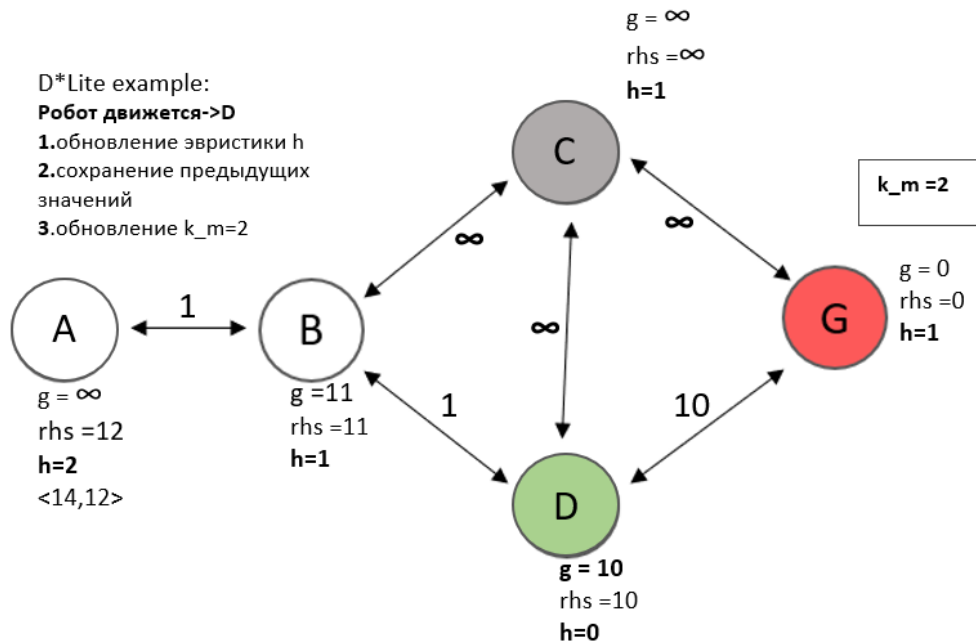 D*Lite example:
Робот движется->D
1.обновление эвристики h
2.сохранение предыдущих
значений
3.обновление k_m=2
g = ∞
rhs =∞
h=1
C
k_m =2
∞
∞
∞
A
1
B
G
g = 0
rhs =0
h=1
g = ∞
rhs =12
h=2
<14,12>
g =11
rhs =11
h=1
1
10
D
g = 10
rhs =10
h=0